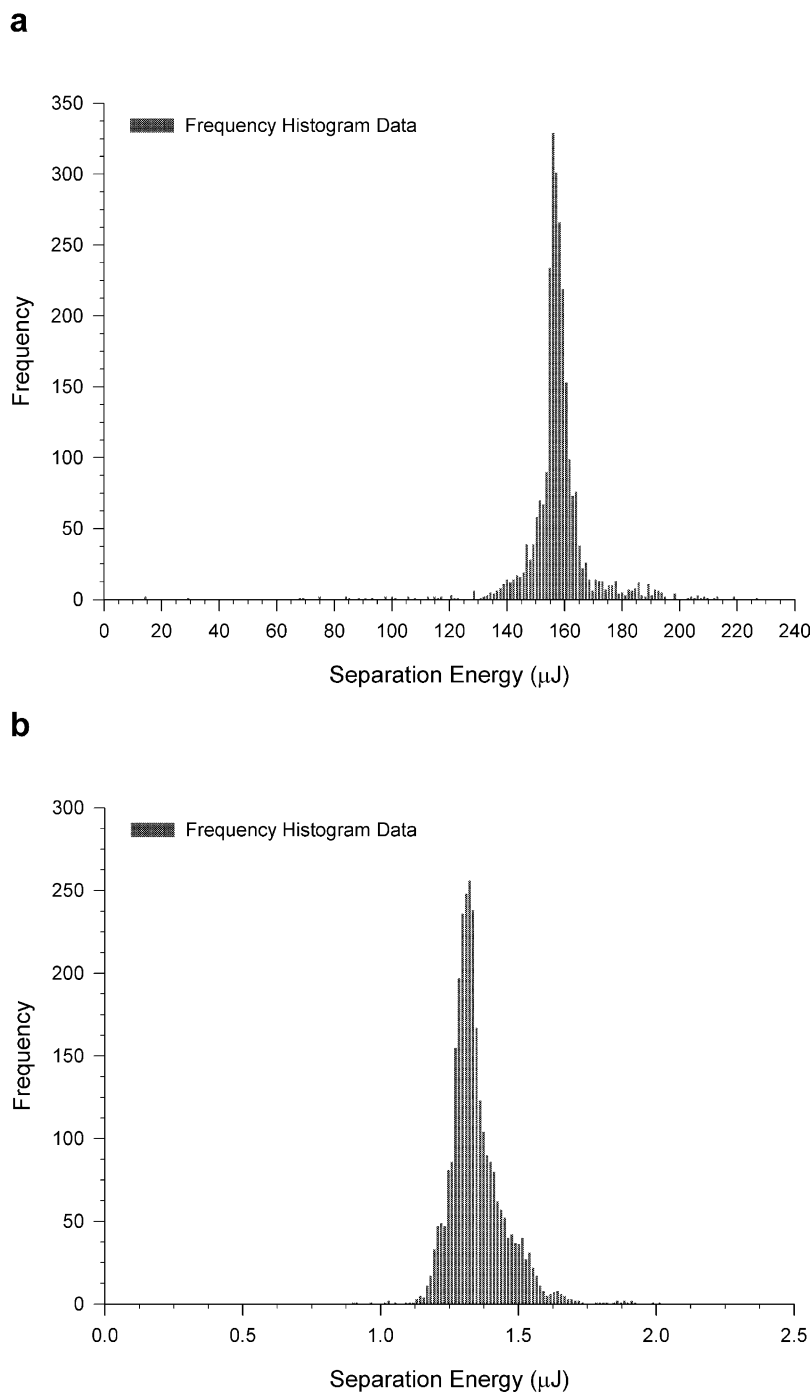 a
350
Frequency Histogram Data
300
250
200
150
100
50
0
Frequency
0 20 40 60 80 100 120 140 160 180 200 220 240
Separation Energy (μJ)
b
300
Frequency Histogram Data
250
200
150
100
50
0
Frequency
0.0 0.5 1.0 1.5 2.0 2.5
Separation Energy (μJ)